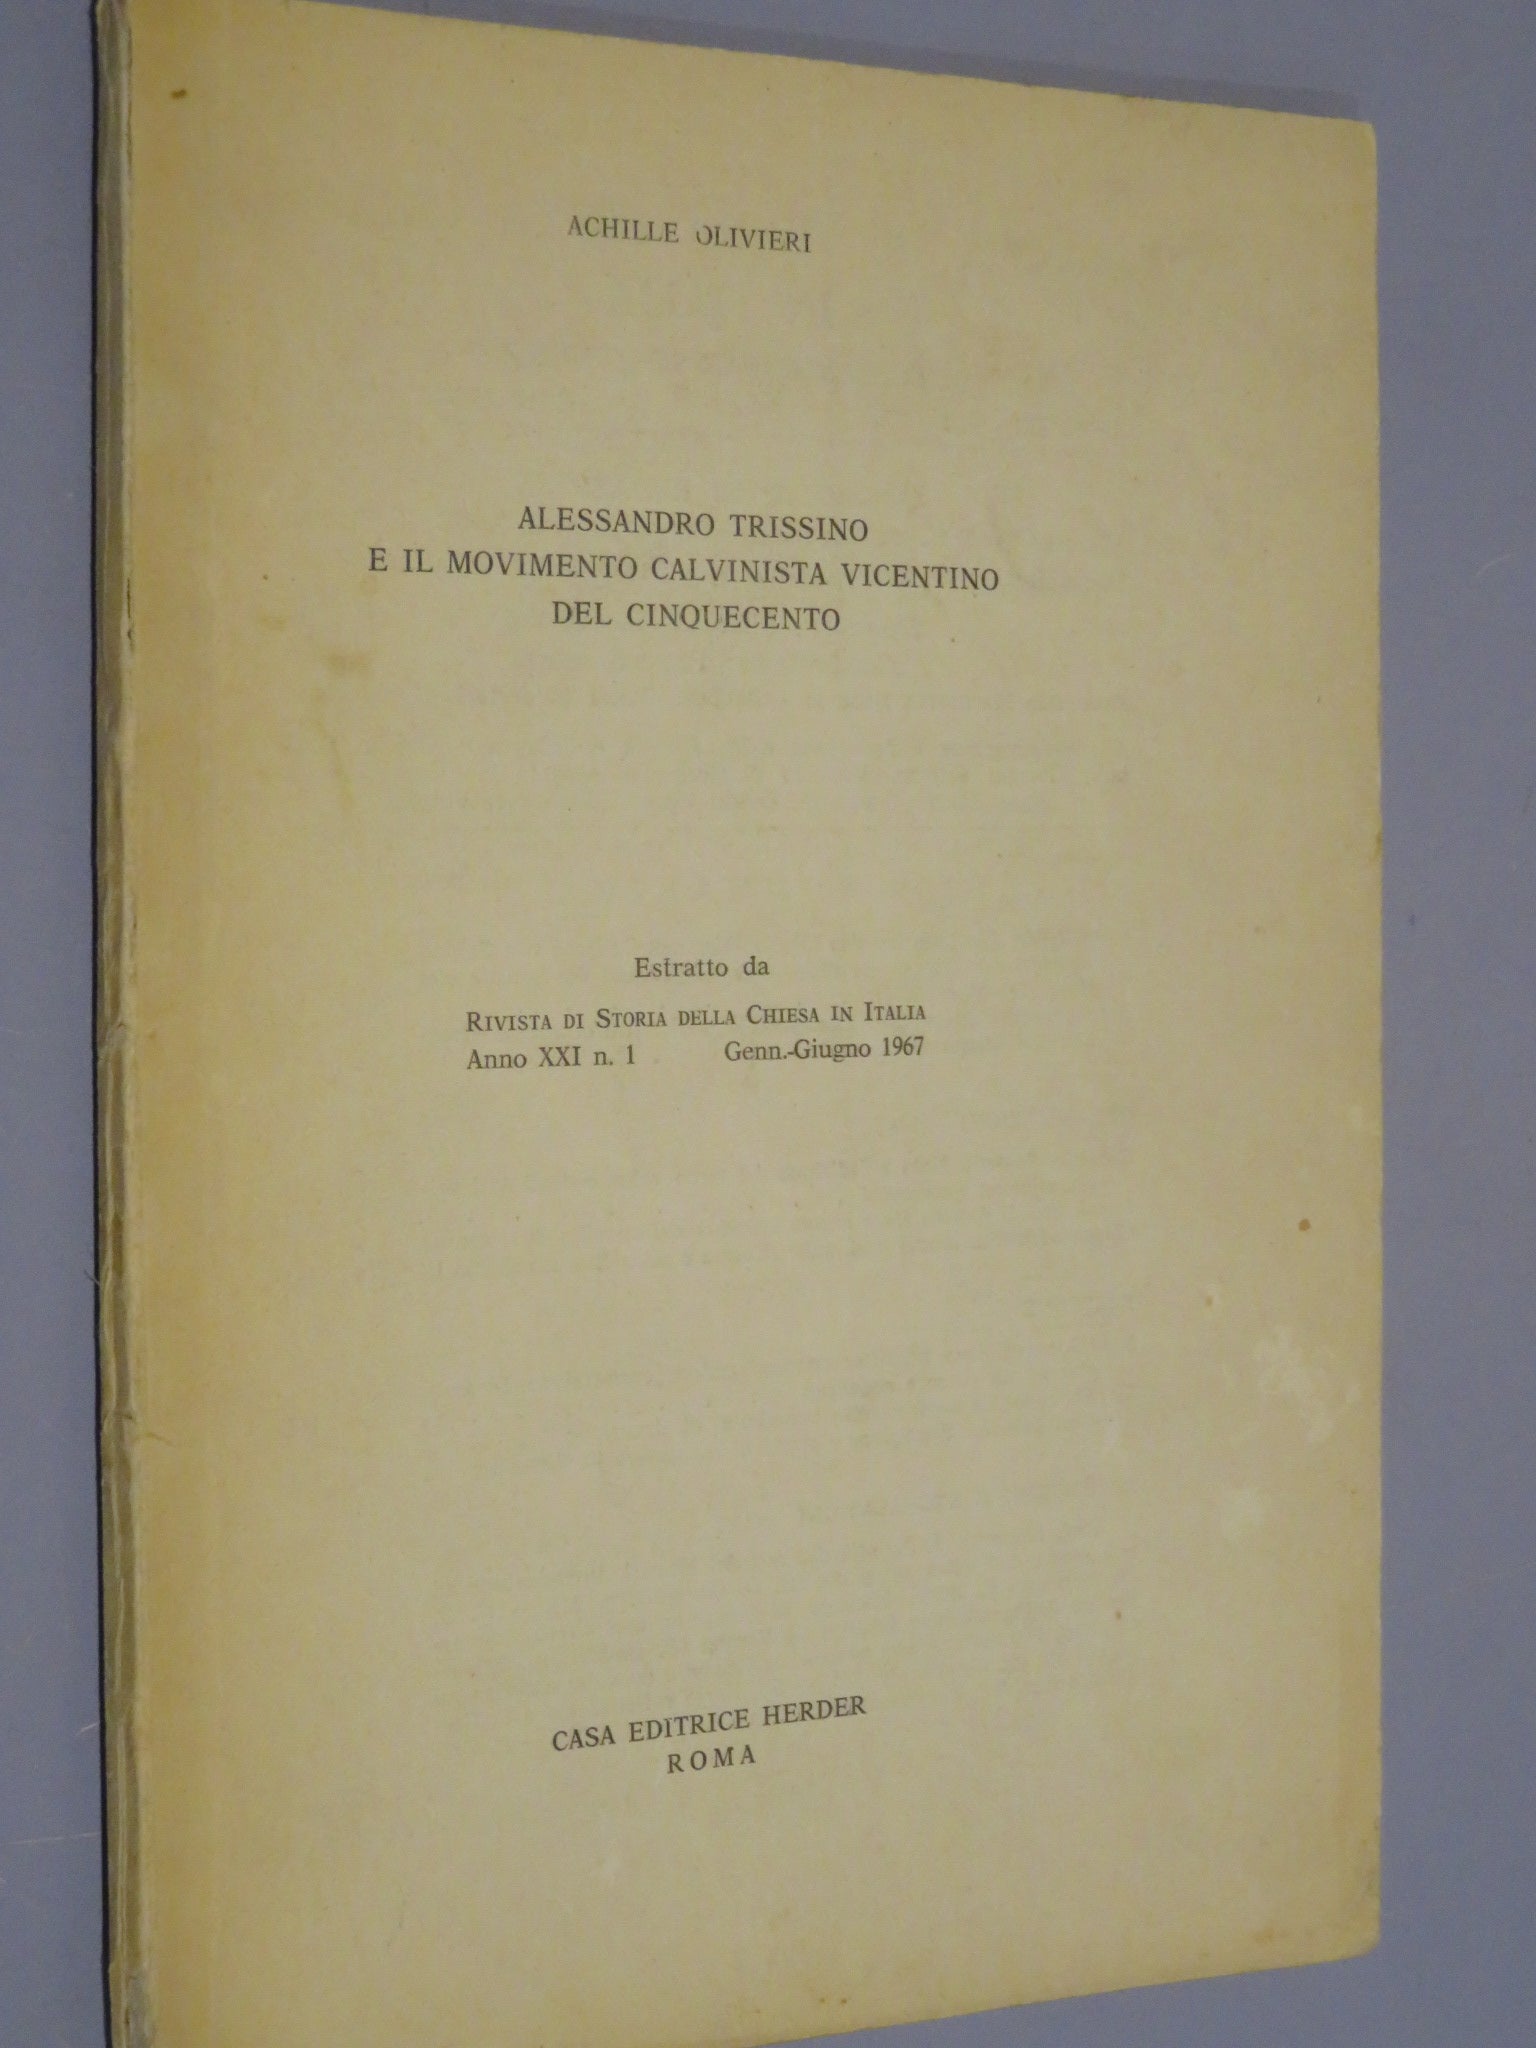 ACHILLE OLIVIERI
ALESSANDRO TRISSINO
E IL MOVIMENTO CALVINISTA VICENTINO
DEL CINQUECENTO
Estratto da
RIVISTA DI STORIA DELLA CHIESA IN ITALIA
Anno XXI n. 1 Genn.-Giugno 1967
CASA EDITRICE HERDER
ROMA